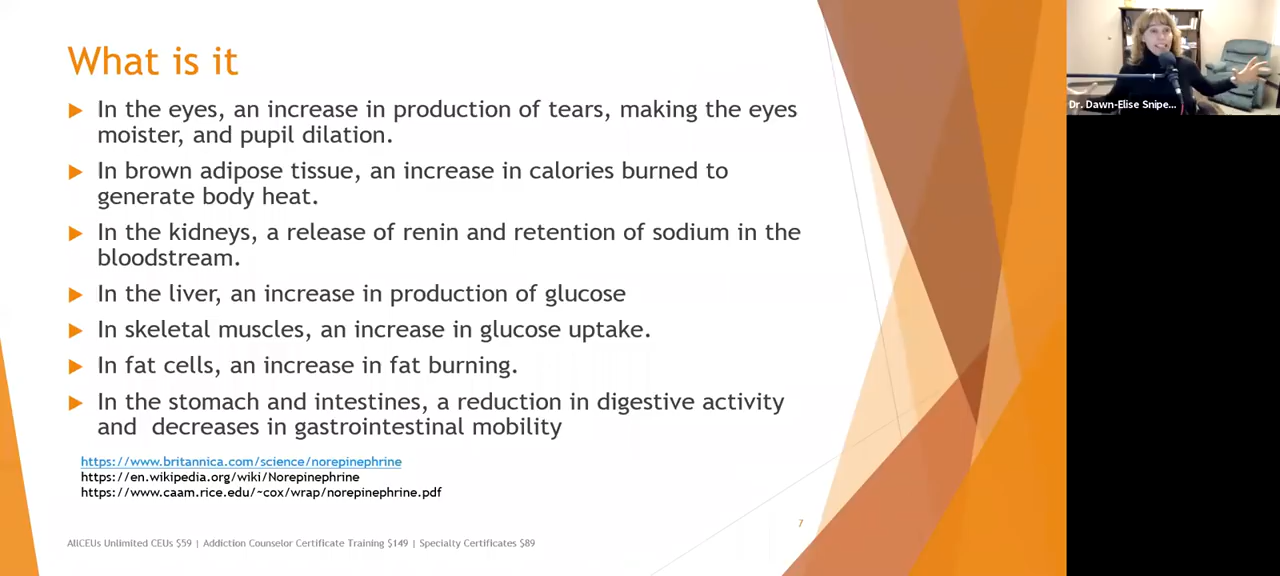 What is it
In the eyes, an increase in production of tears, making the eyes
moister, and pupil dilation.
In brown adipose tissue, an increase in calories burned to
generate body heat.
In the kidneys, a release of renin and retention of sodium in the
bloodstream.
In the liver, an increase in production of glucose
In skeletal muscles, an increase in glucose uptake.
In fat cells, an increase in fat burning.
In the stomach and intestines, a reduction in digestive activity
and  decreases in gastrointestinal mobility
https://www.britannica.com/science/norepinephrine
https://en.wikipedia.org/wiki/Norepinephrine
https://www.caam.rice.edu/~cox/wrap/norepinephrine.pdf
7
AllCEUs Unlimited CEUs $59 | Addiction Counselor Certificate Training $149 | Specialty Certificates $89
Dr. Dawn-Elise Snipe...